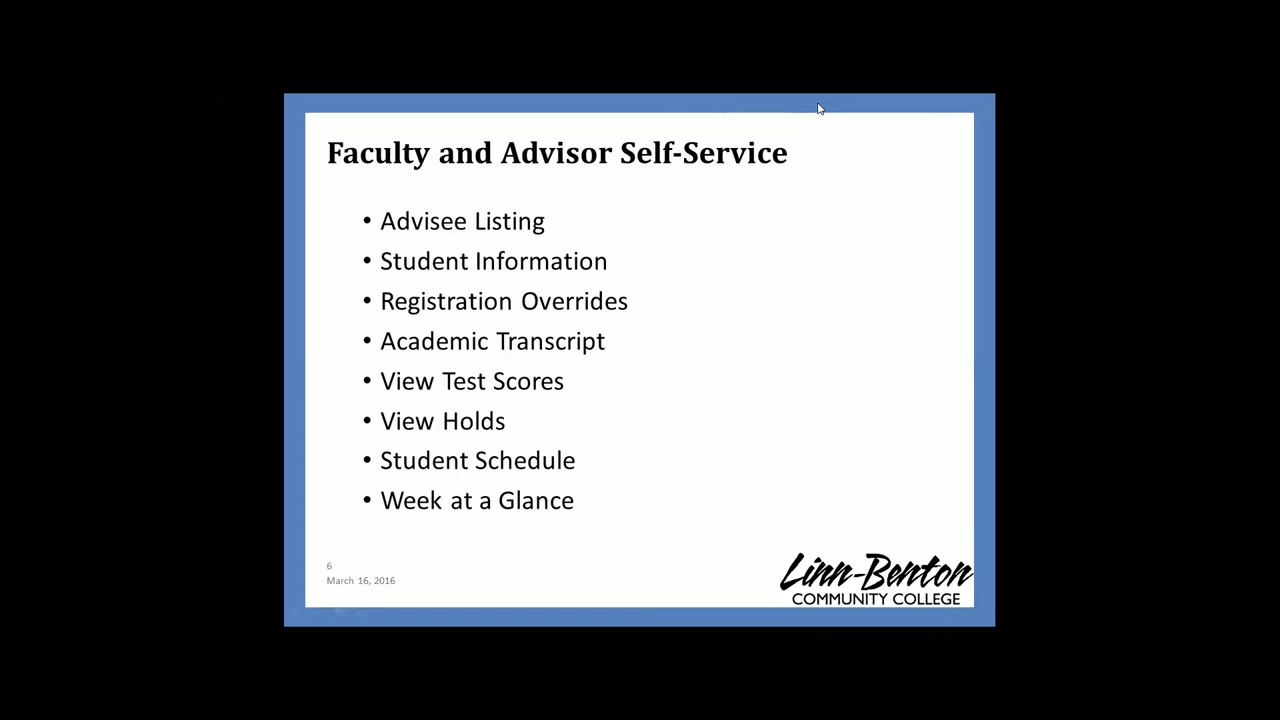 Faculty and Advisor Self-Service
• Advisee Listing
• Student Information
• Registration Overrides
• Academic Transcript
• View Test Scores
• View Holds
• Student Schedule
• Week at a Glance
6
March 16, 2016
Linn-Benton
COMMUNITY COLLEGE